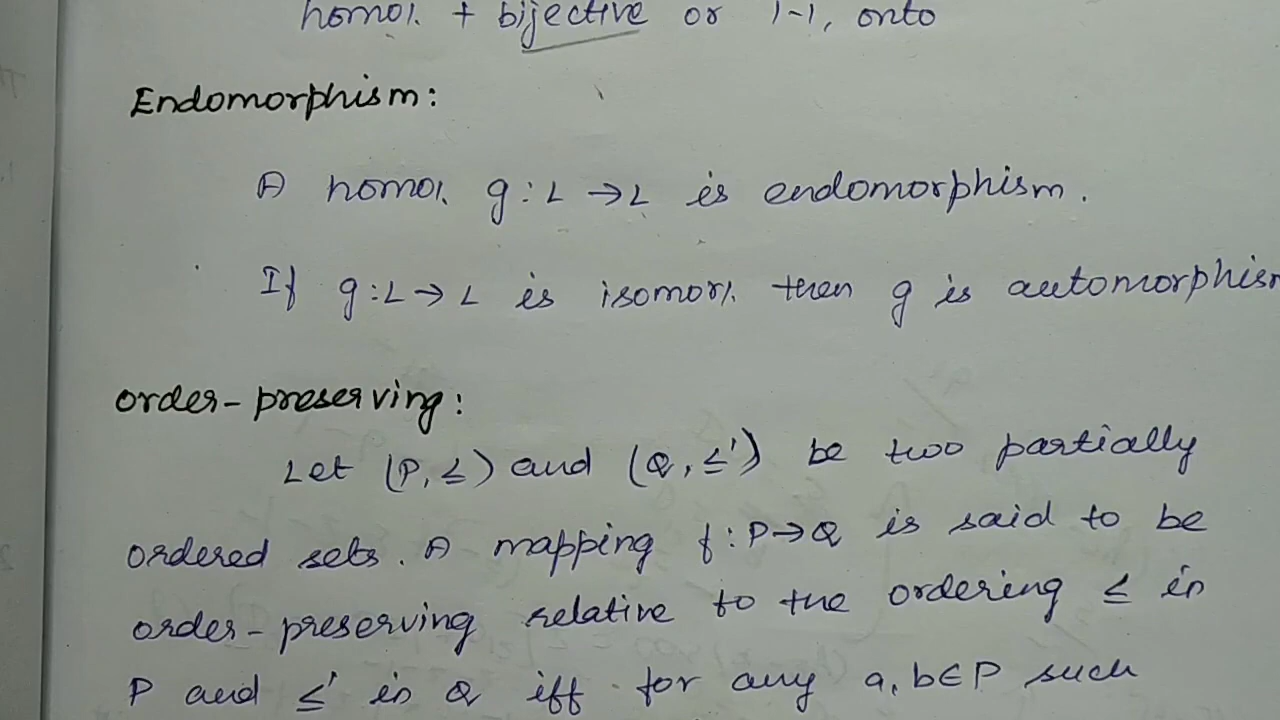 homo. + bijective or 1-1, onto
Endomorphism:
A homo. g:L→L is endomorphism.
If g:L→L is isomor. then g is automorphism
order-preserving:
Let (P,≤) and (Q,≤') be two partially
ordered sets. A mapping f:P→Q is said to be
order-preserving relative to the ordering ≤ in
P and ≤' in Q iff for any a,b∈P such